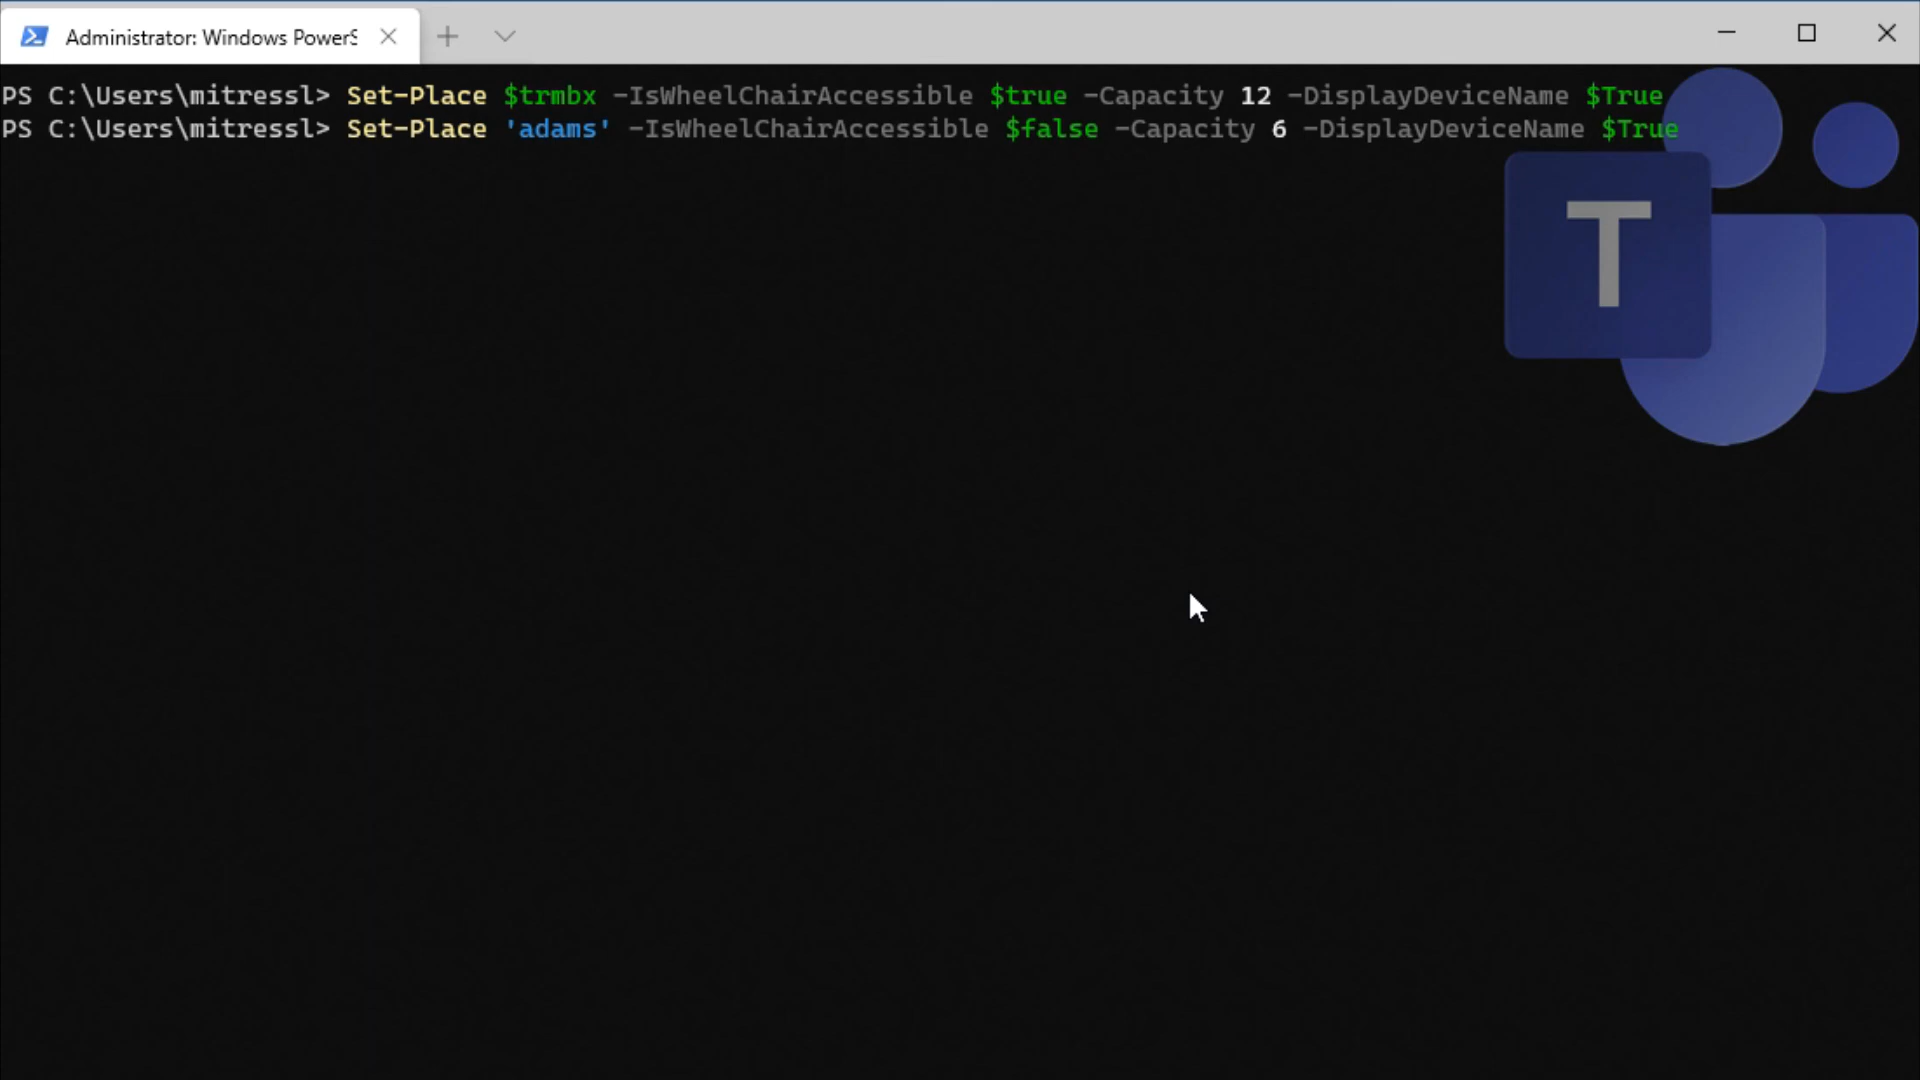 Administrator: Windows PowerS
PS C:\Users\mitressl> Set-Place $trmbx -IsWheelChairAccessible $true -Capacity 12 -DisplayDeviceName $True
PS C:\Users\mitressl> Set-Place 'adams' -IsWheelChairAccessible $false -Capacity 6 -DisplayDeviceName $True
T